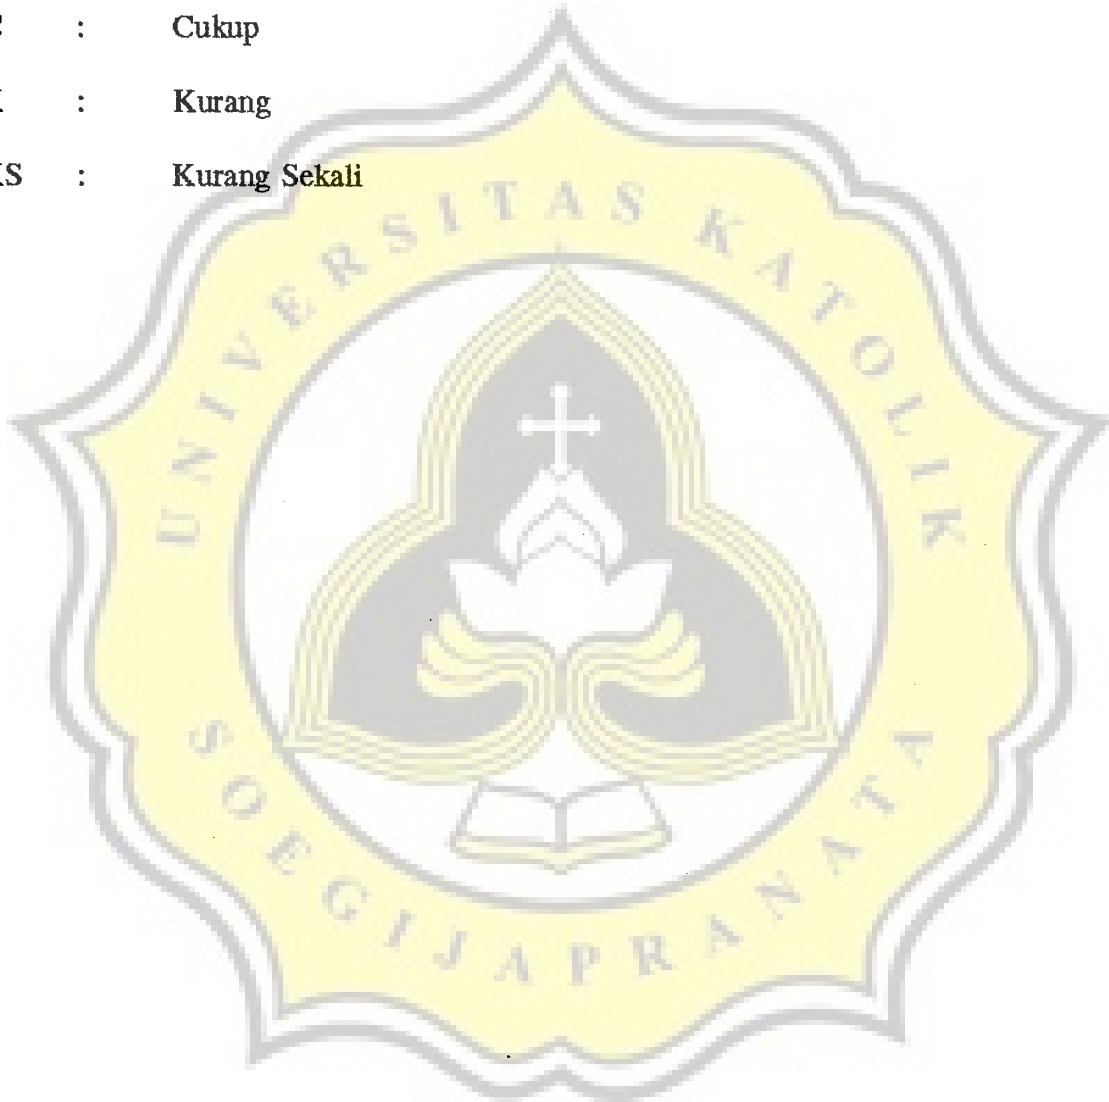 : Cukup
: Kurang
KS : Kurang Sekali
UNIVERSITAS KATOLIK
SOEGIJAPRANATA